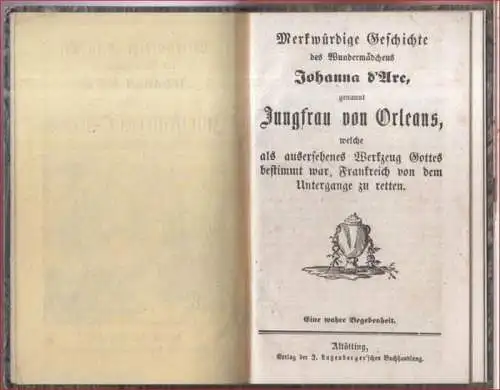 Merkwürdige Geschichte
des Wundermädchens
Johanna d'Arc,
genannt
Jungfrau von Orleans,
welche
als ausersehenes Werkzeug Gottes
bestimmt war, Frankreich von dem
Untergange zu retten.
Eine wahre Begebenheit.
Altötting,
Verlag der J. Lutzenberger'schen Buchhandlung.